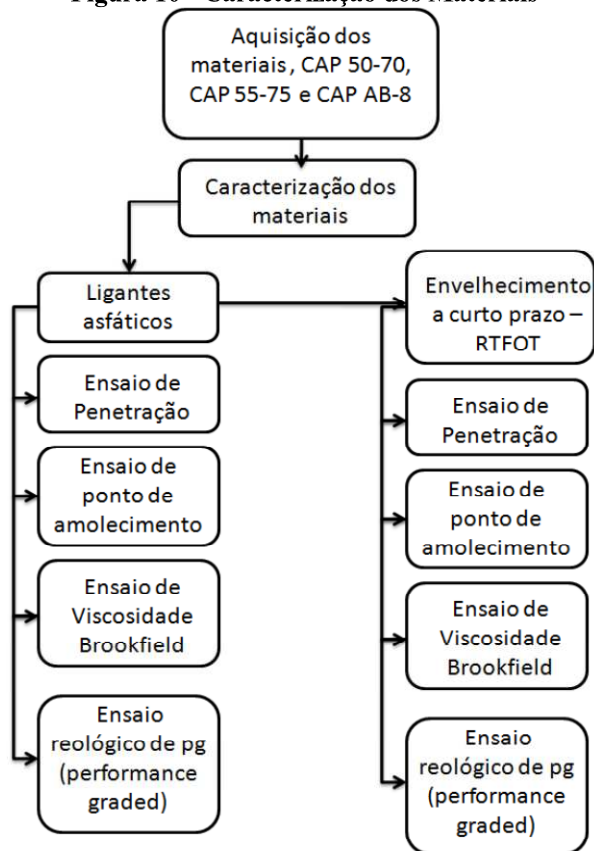 Figura 10 - Caracterização dos Materiais
Aquisição dos
materiais, CAP 50-70,
CAP 55-75 e CAP AB-8
Caracterização dos
materiais
Ligantes
asfáticos
Ensaio de
Penetração
Ensaio de
ponto de
amolecimento
Ensaio de
Viscosidade
Brookfield
Ensaio
reológico de pg
(performance
graded)
Envelhecimento
a curto prazo –
RTFOT
Ensaio de
Penetração
Ensaio de
ponto de
amolecimento
Ensaio de
Viscosidade
Brookfield
Ensaio
reológico de pg
(performance
graded)